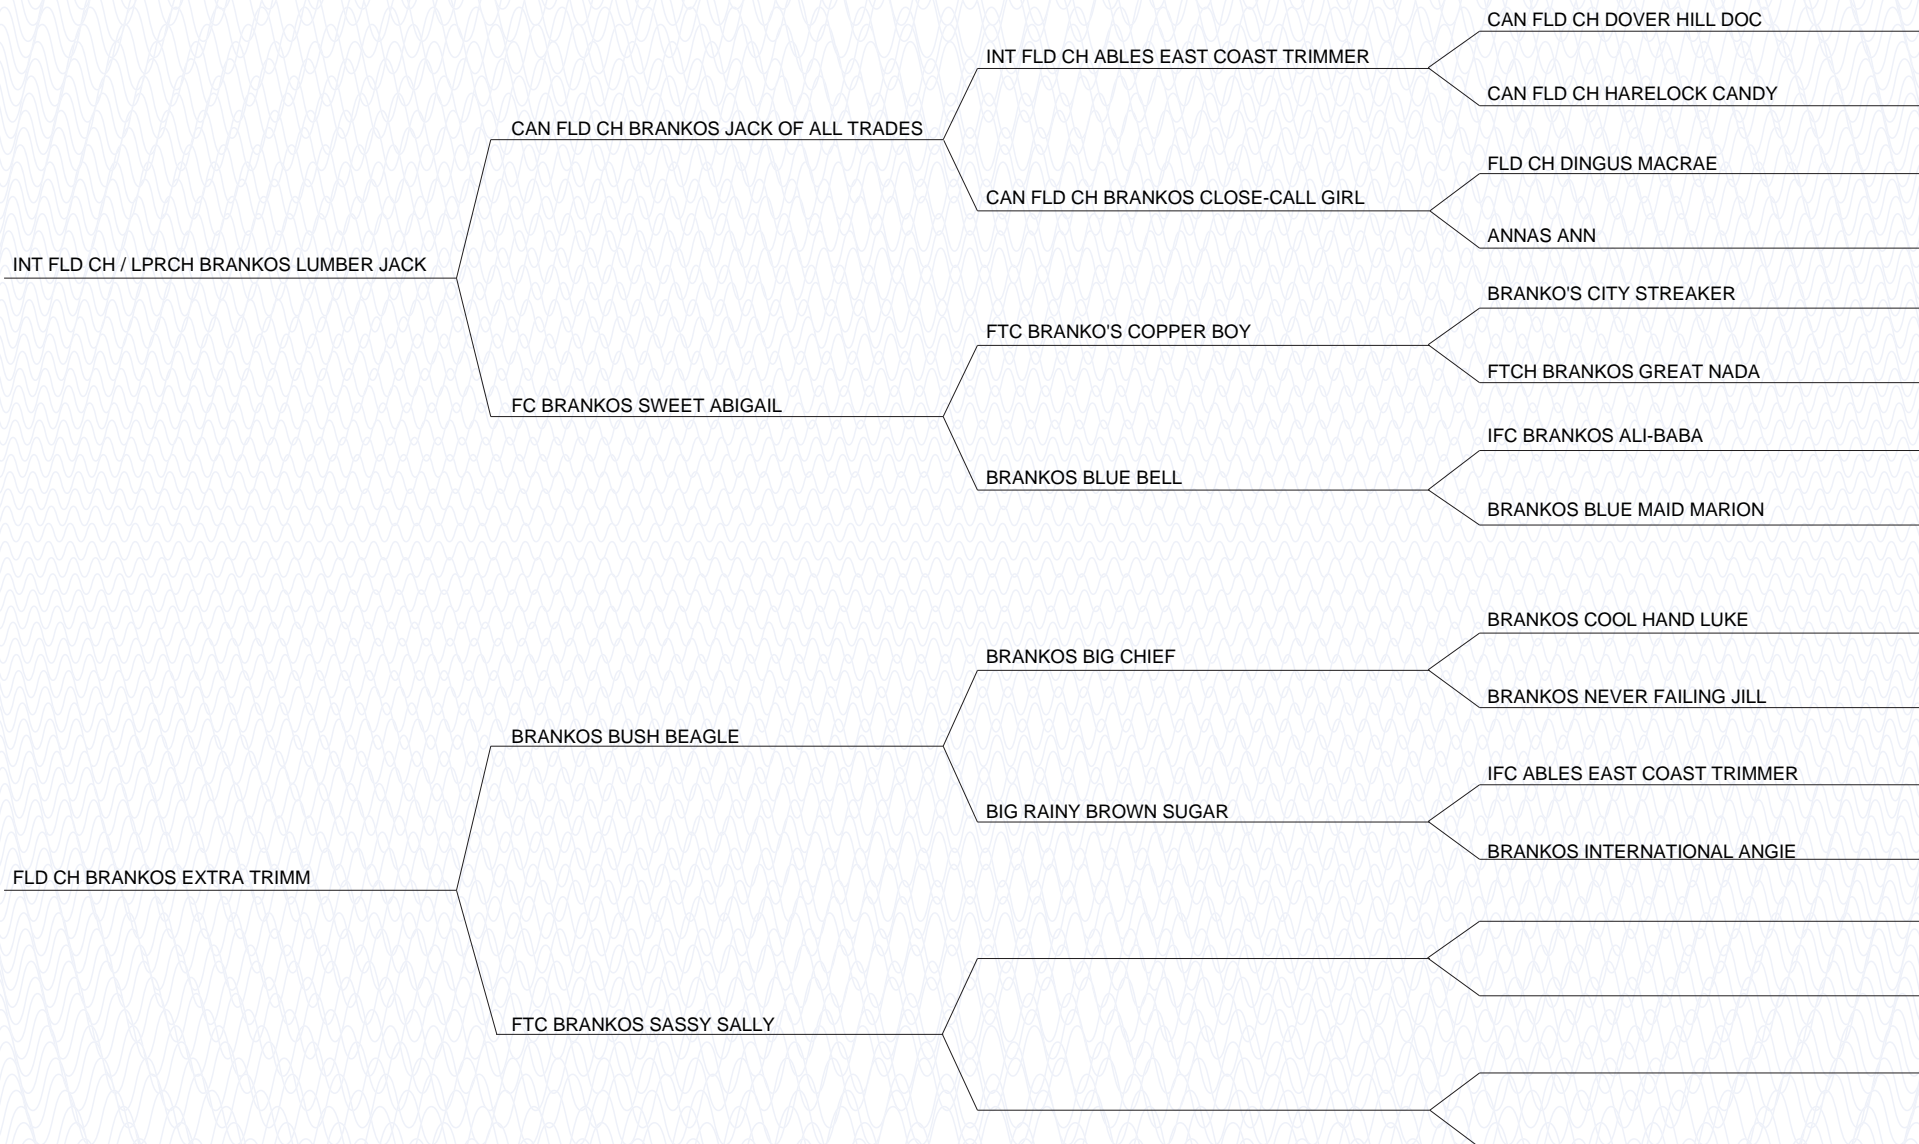 CAN FLD CH DOVER HILL DOC
INT FLD CH ABLES EAST COAST TRIMMER
CAN FLD CH HARELOCK CANDY
CAN FLD CH BRANKOS JACK OF ALL TRADES
FLD CH DINGUS MACRAE
CAN FLD CH BRANKOS CLOSE-CALL GIRL
ANNAS ANN
INT FLD CH / LPRCH BRANKOS LUMBER JACK
BRANKO'S CITY STREAKER
FTC BRANKO'S COPPER BOY
FTCH BRANKOS GREAT NADA
FC BRANKOS SWEET ABIGAIL
IFC BRANKOS ALI-BABA
BRANKOS BLUE BELL
BRANKOS BLUE MAID MARION
BRANKOS COOL HAND LUKE
BRANKOS BIG CHIEF
BRANKOS NEVER FAILING JILL
BRANKOS BUSH BEAGLE
IFC ABLES EAST COAST TRIMMER
BIG RAINY BROWN SUGAR
BRANKOS INTERNATIONAL ANGIE
FLD CH BRANKOS EXTRA TRIMM
FTC BRANKOS SASSY SALLY